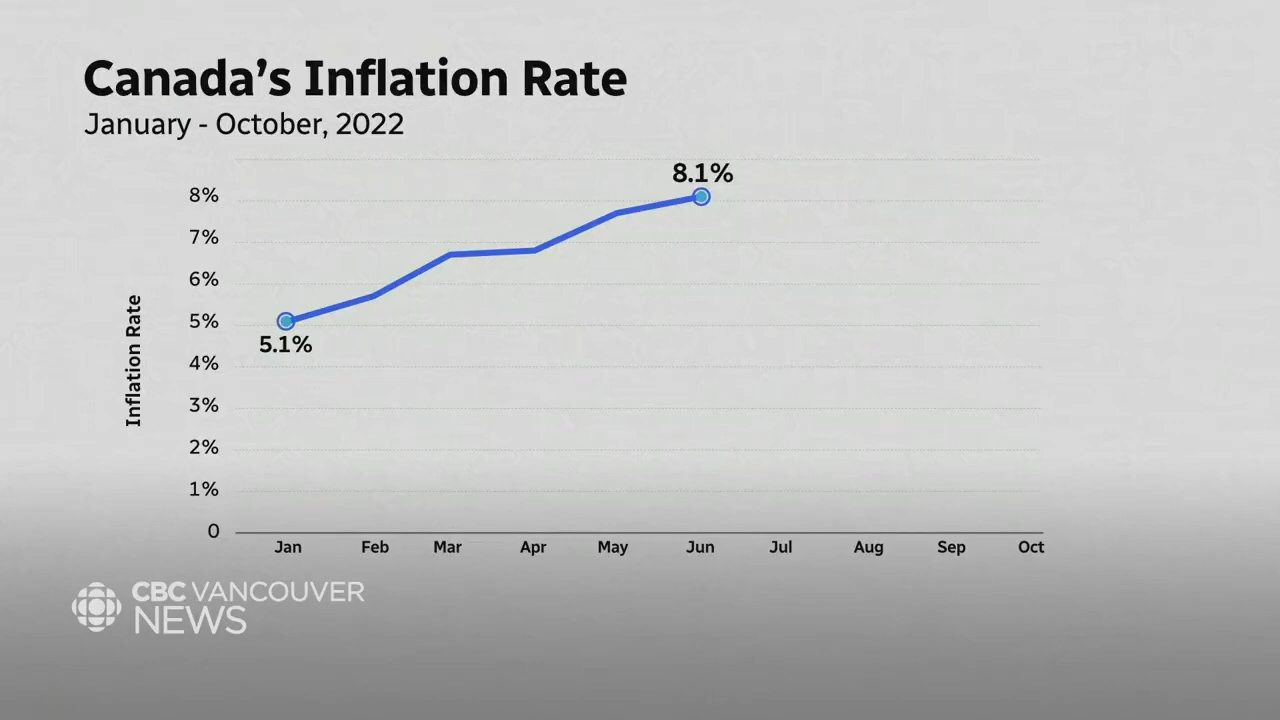 Canada's Inflation Rate
January - October, 2022
8.1%
8%
7%
6%
5%
5.1%
4%
3%
2%
1%
0
Inflation Rate
Jan Feb Mar Apr May Jun Jul Aug Sep Oct
CBC VANCOUVER
NEWS